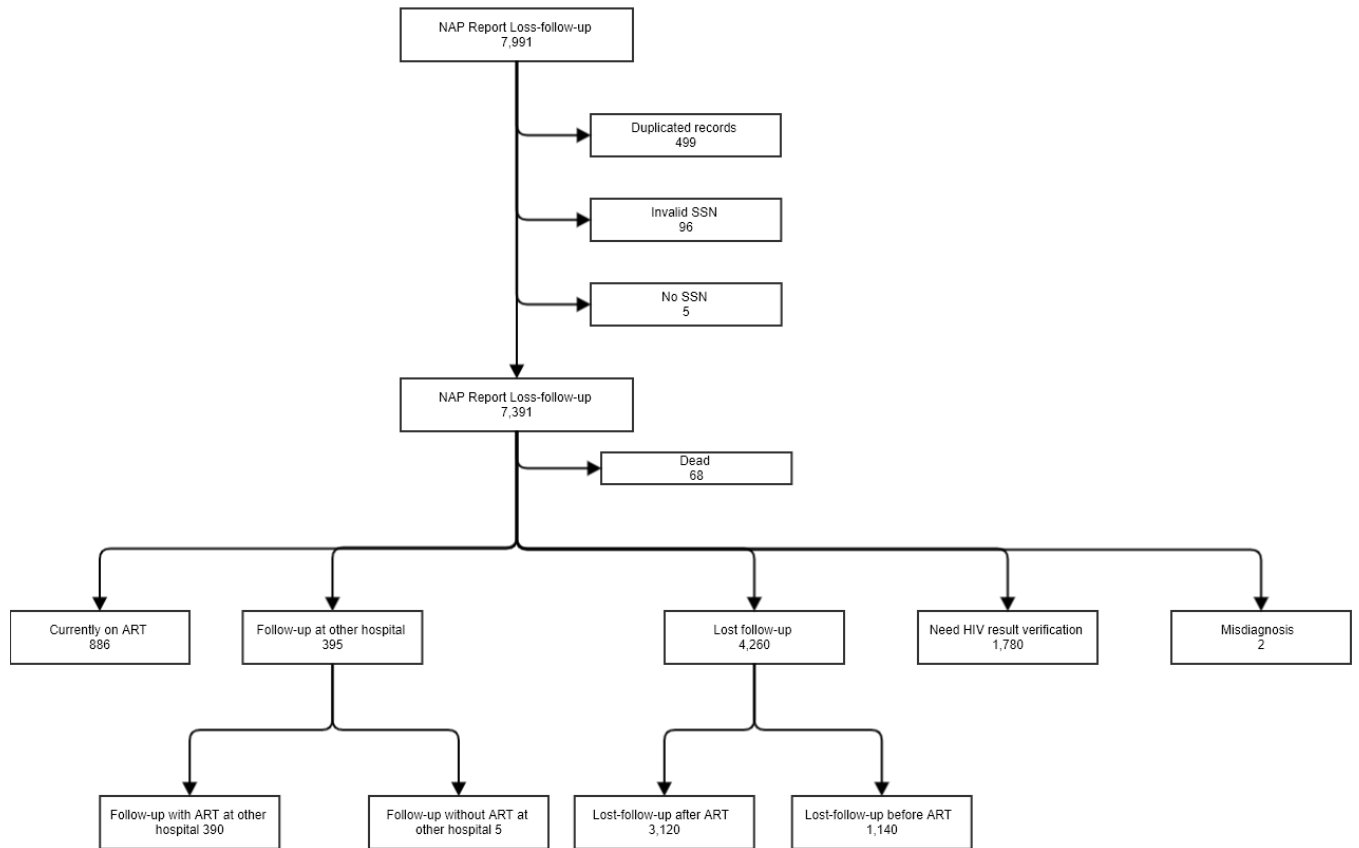 NAP Report Loss-follow-up
7,991
Duplicated records
499
Invalid SSN
96
No SSN
5
NAP Report Loss-follow-up
7,391
Dead
68
Currently on ART
886
Follow-up at other hospital
395
Lost follow-up
4,260
Need HIV result verification
1,780
Misdiagnosis
2
Follow-up with ART at other
hospital 390
Follow-up without ART at
other hospital 5
Lost-follow-up after ART
3,120
Lost-follow-up before ART
1,140